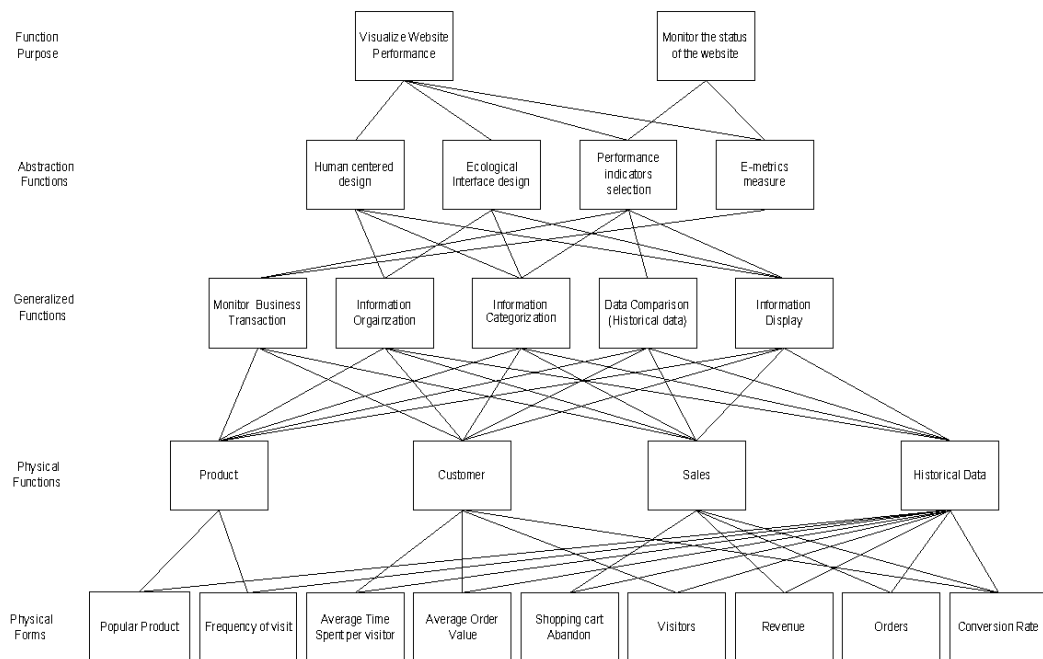 Function
Purpose
Visualize Website
Performance
Monitor the status
of the website
Abstraction
Functions
Human centered
design
Ecological
Interface design
Performance
indicators
selection
E-metrics
measure
Generalized
Functions
Monitor Business
Transaction
Information
Orgainzation
Information
Categorization
Data Comparison
(Historical data)
Information
Display
Physical
Functions
Product
Customer
Sales
Historical Data
Physical
Forms
Popular Product
Frequency of visit
Average Time
Spent per visitor
Average Order
Value
Shopping cart
Abandon
Visitors
Revenue
Orders
Conversion Rate